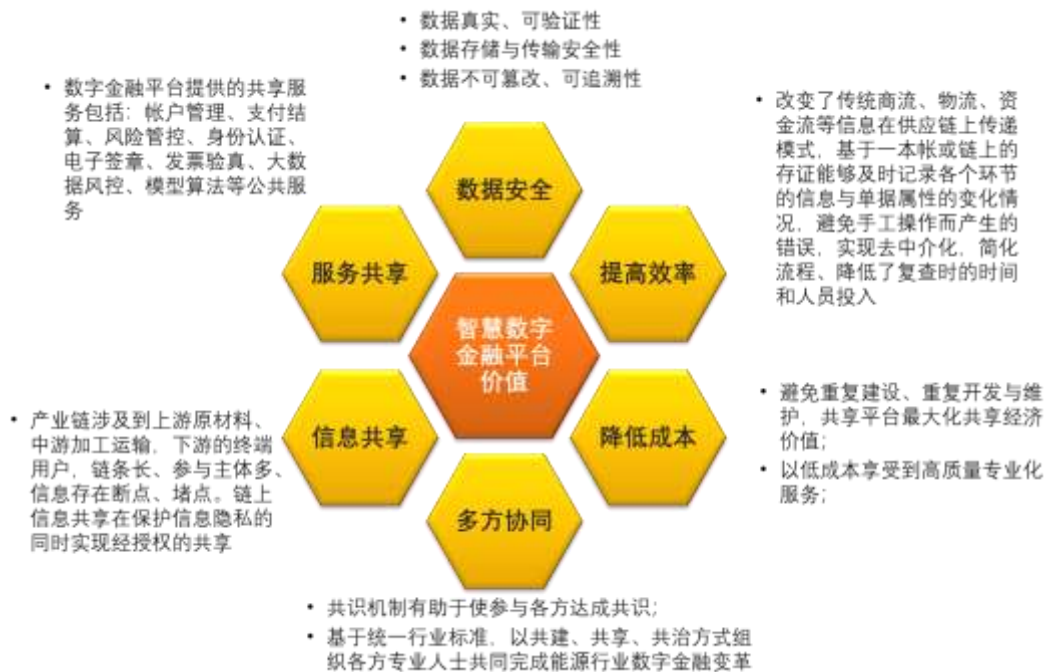 • 数据真实、可验证性
• 数据存储与传输安全性
• 数据不可篡改、可追溯性
• 数字金融平台提供的共享服
务包括：帐户管理、支付结
算、风险管控、身份认证、
电子签章、发票验真、大数
据风控、模型算法等公共服
务
• 改变了传统商流、物流、资
金流等信息在供应链上传递
模式，基于一本帐或链上的
存证能够及时记录各个环节
的信息与单据属性的变化情
况，避免手工操作而产生的
错误，实现去中介化，简化
流程、降低了复查时的时间
和人员投入
数据安全
服务共享
提高效率
智慧数字
金融平台
价值
信息共享
降低成本
多方协同
• 产业链涉及到上游原材料、
中游加工运输，下游的终端
用户，链条长、参与主体多、
信息存在断点、堵点。链上
信息共享在保护信息隐私的
同时实现经授权的共享
• 避免重复建设、重复开发与维
护，共享平台最大化共享经济
价值；
• 以低成本享受到高质量专业化
服务；
• 共识机制有助于使参与各方达成共识；
• 基于统一行业标准，以共建、共享、共治方式组
织各方专业人士共同完成能源行业数字金融变革